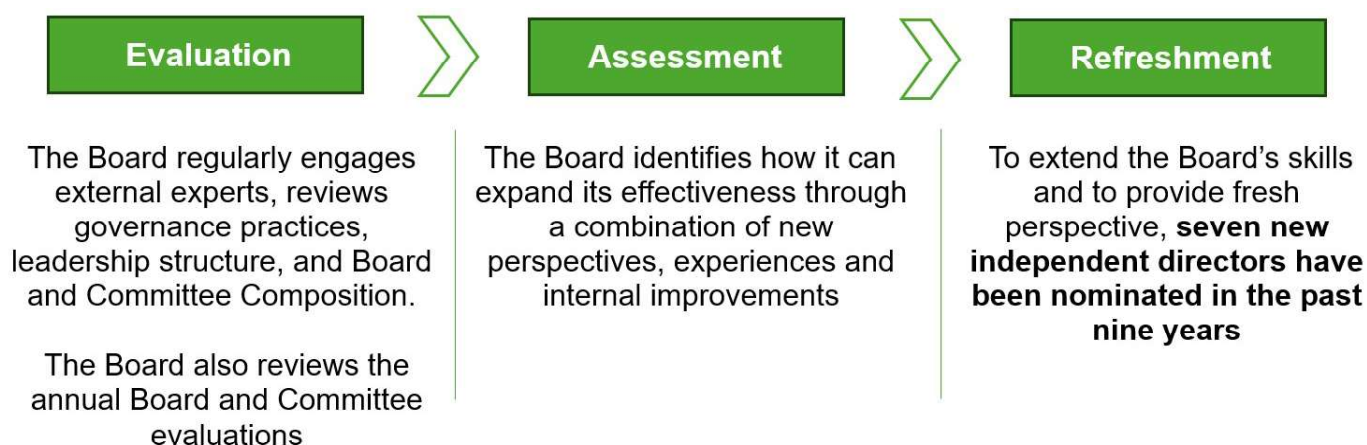 Evaluation
Assessment
Refreshment
The Board regularly engages
external experts, reviews
governance practices,
leadership structure, and Board
and Committee Composition.
The Board also reviews the
annual Board and Committee
evaluations
The Board identifies how it can
expand its effectiveness through
a combination of new
perspectives, experiences and
internal improvements
To extend the Board’s skills
and to provide fresh
perspective, seven new
independent directors have
been nominated in the past
nine years